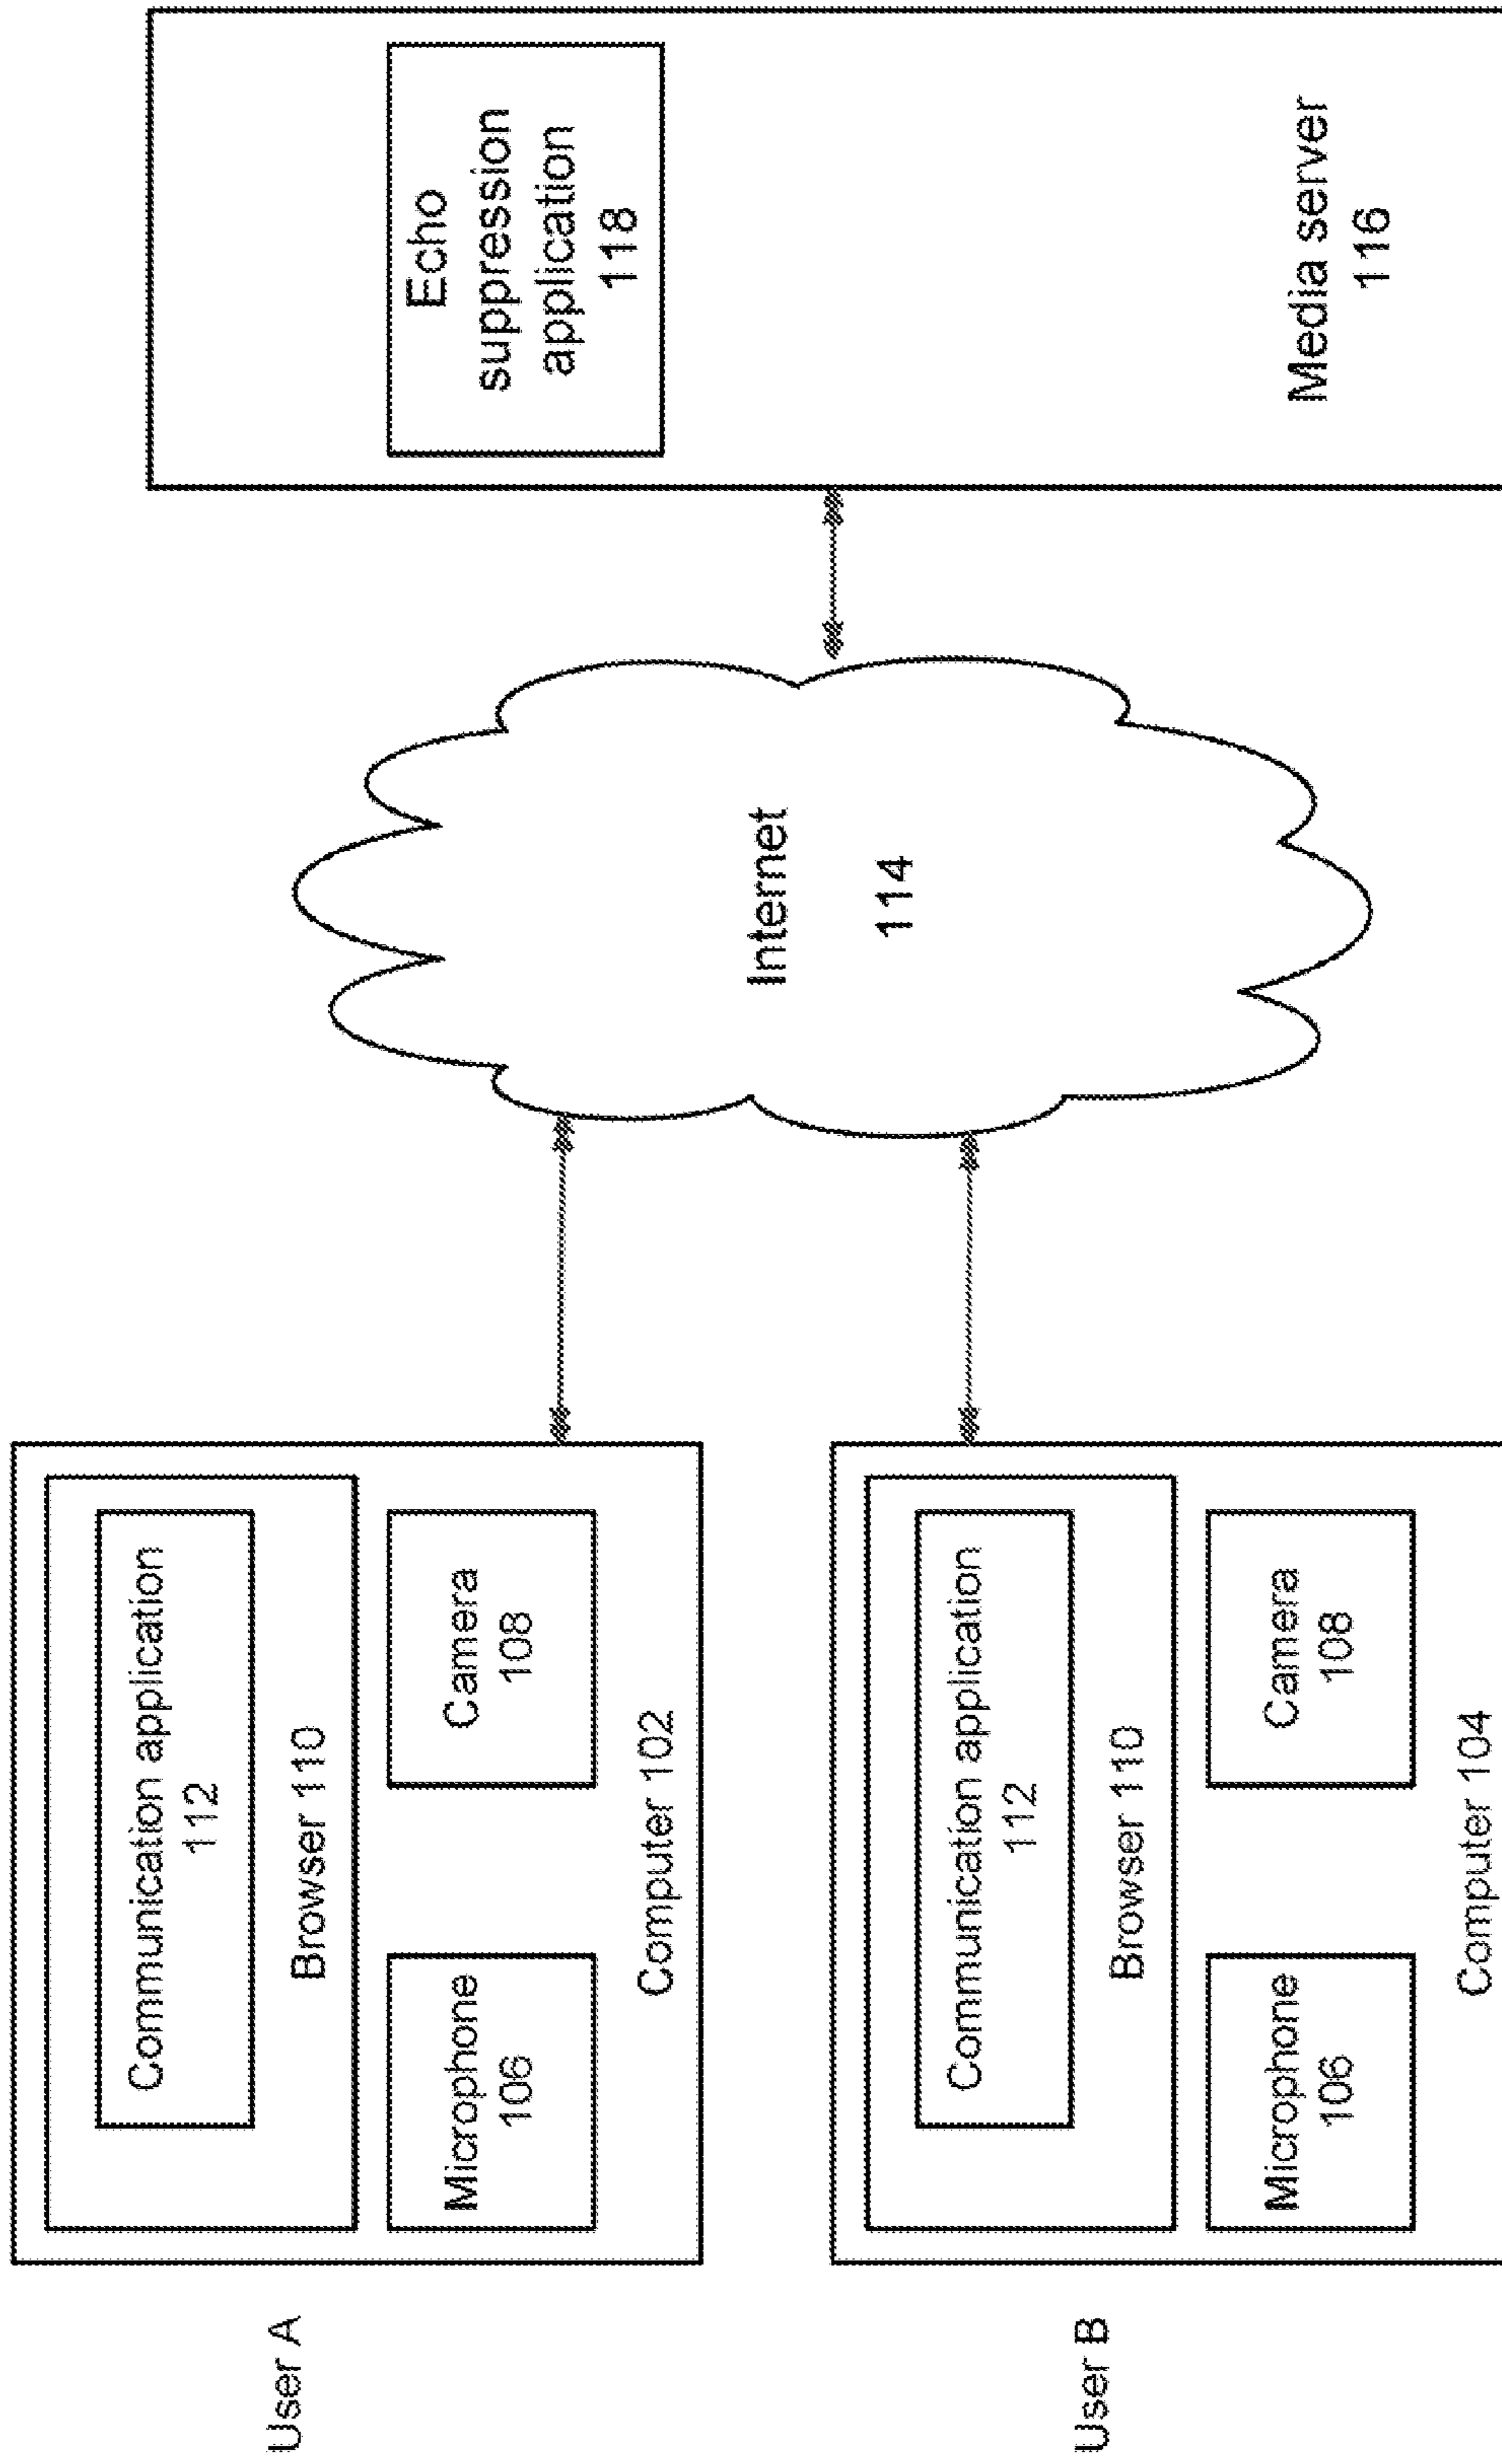 User A
Communication application
112
Browser 110
Microphone
106
Camera
108
Computer 102
User B
Communication application
112
Browser 110
Microphone
106
Camera
108
Computer 104
Internet
114
Echo
suppression
application
118
Media server
116